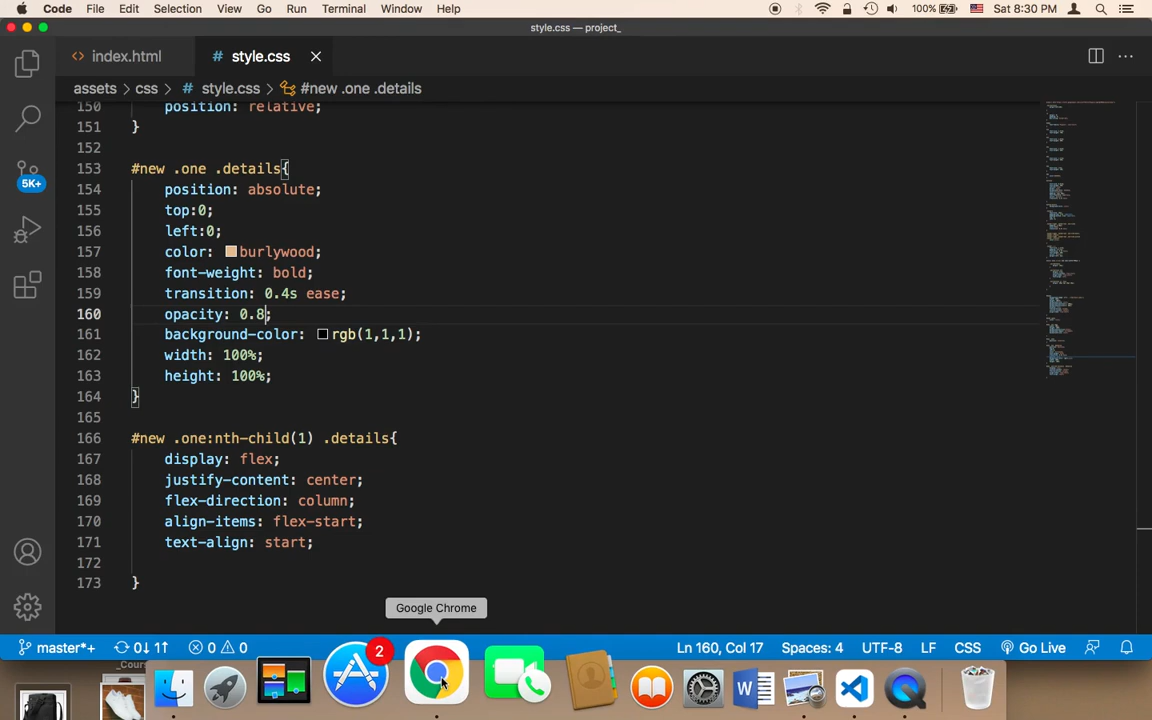 Code File Edit Selection View Go Run Terminal Window Help 100% Sat 8:30 PM
style.css — project_
index.html # style.css
assets > css > # style.css > #new .one .details
150 position: relative;
151 }
152
153 #new .one .details{
154 position: absolute;
155 top:0;
156 left:0;
157 color: burlywood;
158 font-weight: bold;
159 transition: 0.4s ease;
160 opacity: 0.8;
161 background-color: rgb(1,1,1);
162 width: 100%;
163 height: 100%;
164 }
165
166 #new .one:nth-child(1) .details{
167 display: flex;
168 justify-content: center;
169 flex-direction: column;
170 align-items: flex-start;
171 text-align: start;
172
173 }
5K+
Google Chrome
master*+ 0↓ 1↑ 0 0 Ln 160, Col 17 Spaces: 4 UTF-8 LF CSS Go Live
_Cours
2